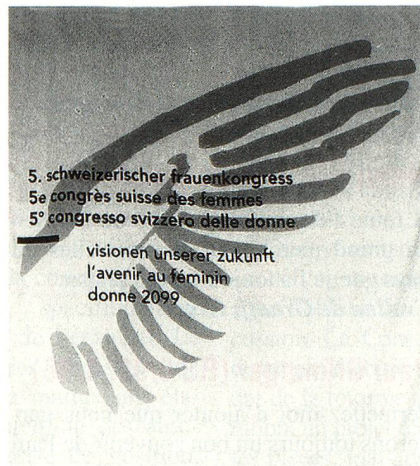 5. schweizerischer frauenkongress
5e congrès suisse des femmes
5° congresso svizzero delle donne
visionen unserer zukunft
l'avenir au féminin
donne 2099